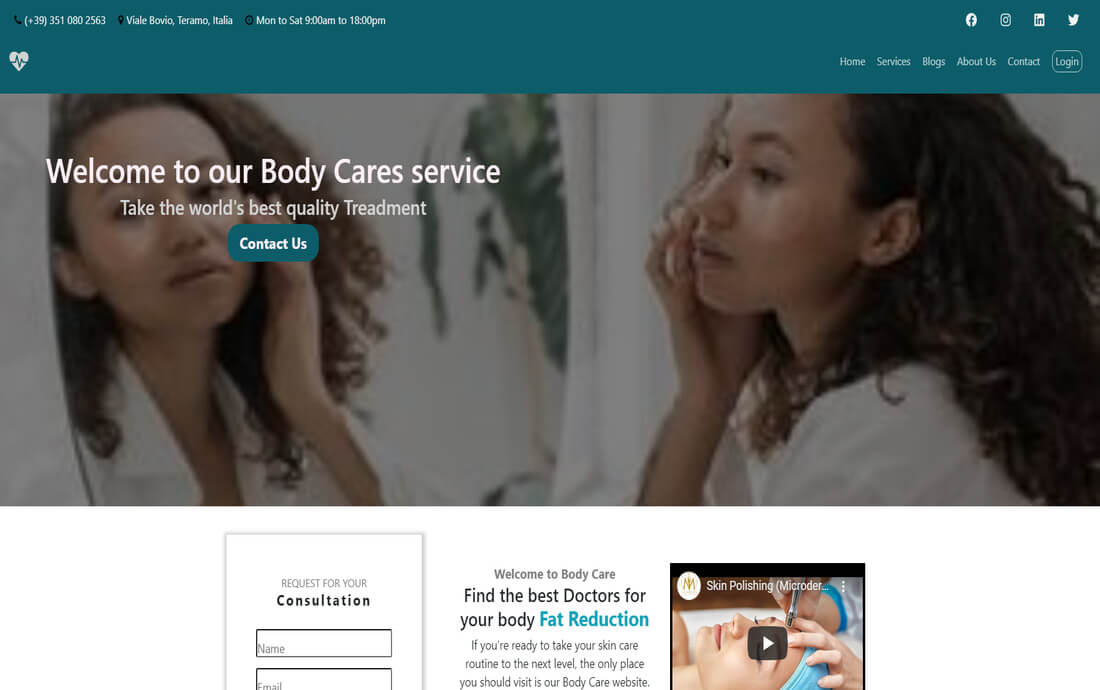 (+39) 351 080 2563 Viale Bovio, Teramo, Italia Mon to Sat 9:00am to 18:00pm
Home Services Blogs About Us Contact Login
Welcome to our Body Cares service
Take the world's best quality Treadment
Contact Us
REQUEST FOR YOUR
Consultation
Name
Email
Welcome to Body Care
Find the best Doctors for
your body Fat Reduction
If you're ready to take your skin care
routine to the next level, the only place
you should visit is our Body Care website.
Skin Polishing (Microder...